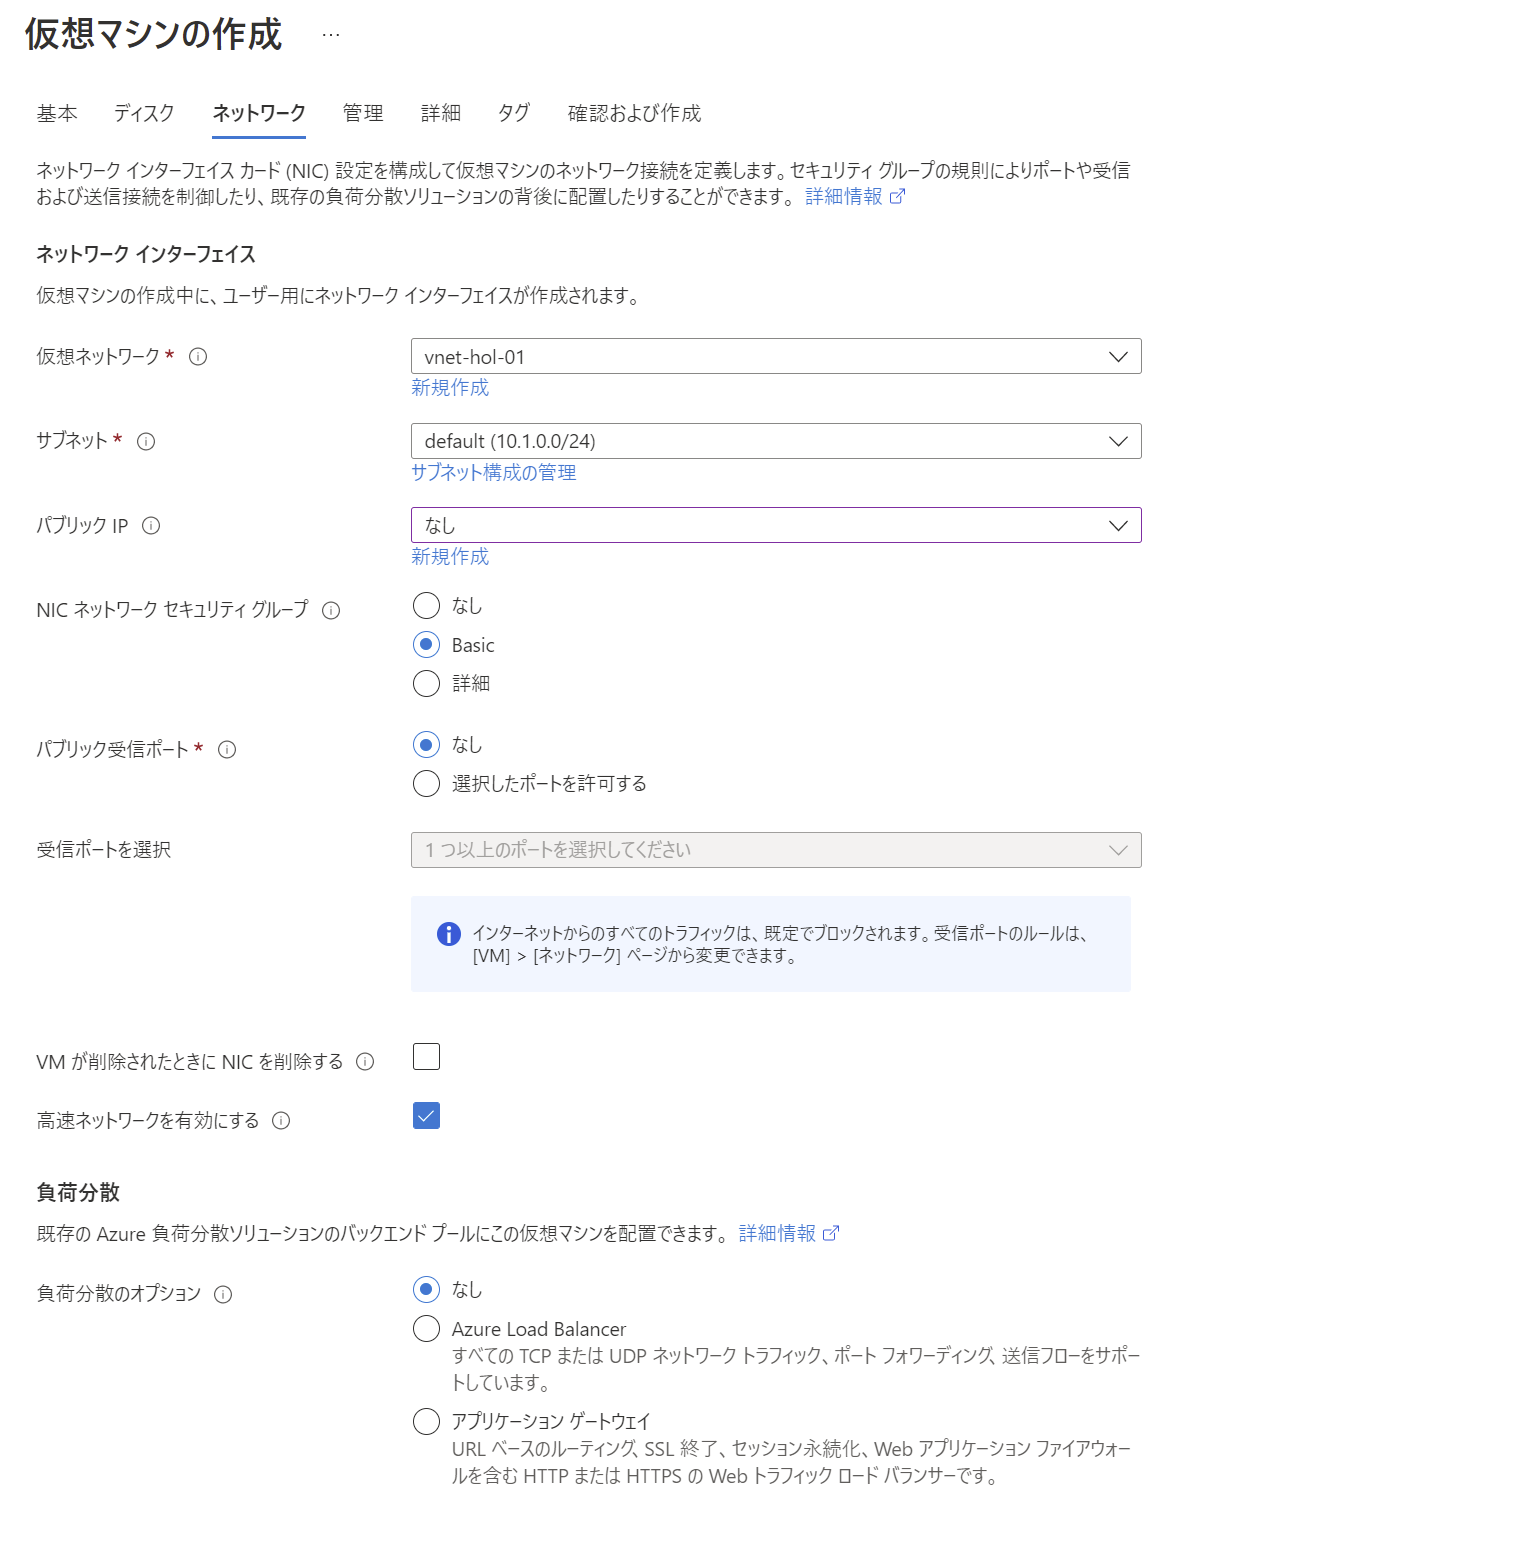 仮想マシンの作成 …
基本 ディスク ネットワーク 管理 詳細 タグ 確認および作成
ネットワーク インターフェイス カード (NIC) 設定を構成して仮想マシンのネットワーク接続を定義します。セキュリティ グループの規則によりポートや受信
および送信接続を制御したり、既存の負荷分散ソリューションの背後に配置したりすることができます。 詳細情報
ネットワーク インターフェイス
仮想マシンの作成中に、ユーザー用にネットワーク インターフェイスが作成されます。
仮想ネットワーク * vnet-hol-01
新規作成
サブネット * default (10.1.0.0/24)
サブネット構成の管理
パブリック IP なし
新規作成
NIC ネットワーク セキュリティ グループ なし
Basic
詳細
パブリック受信ポート * なし
選択したポートを許可する
受信ポートを選択 1 つ以上のポートを選択してください
インターネットからのすべてのトラフィックは、既定でブロックされます。受信ポートのルールは、
[VM] > [ネットワーク] ページから変更できます。
VM が削除されたときに NIC を削除する
高速ネットワークを有効にする
負荷分散
既存の Azure 負荷分散ソリューションのバックエンド プールにこの仮想マシンを配置できます。 詳細情報
負荷分散のオプション なし
Azure Load Balancer
すべての TCP または UDP ネットワーク トラフィック、ポート フォワーディング、送信フローをサポー
トしています。
アプリケーション ゲートウェイ
URL ベースのルーティング、SSL 終了、セッション永続化、Web アプリケーション ファイアウォー
ルを含む HTTP または HTTPS の Web トラフィック ロード バランサーです。